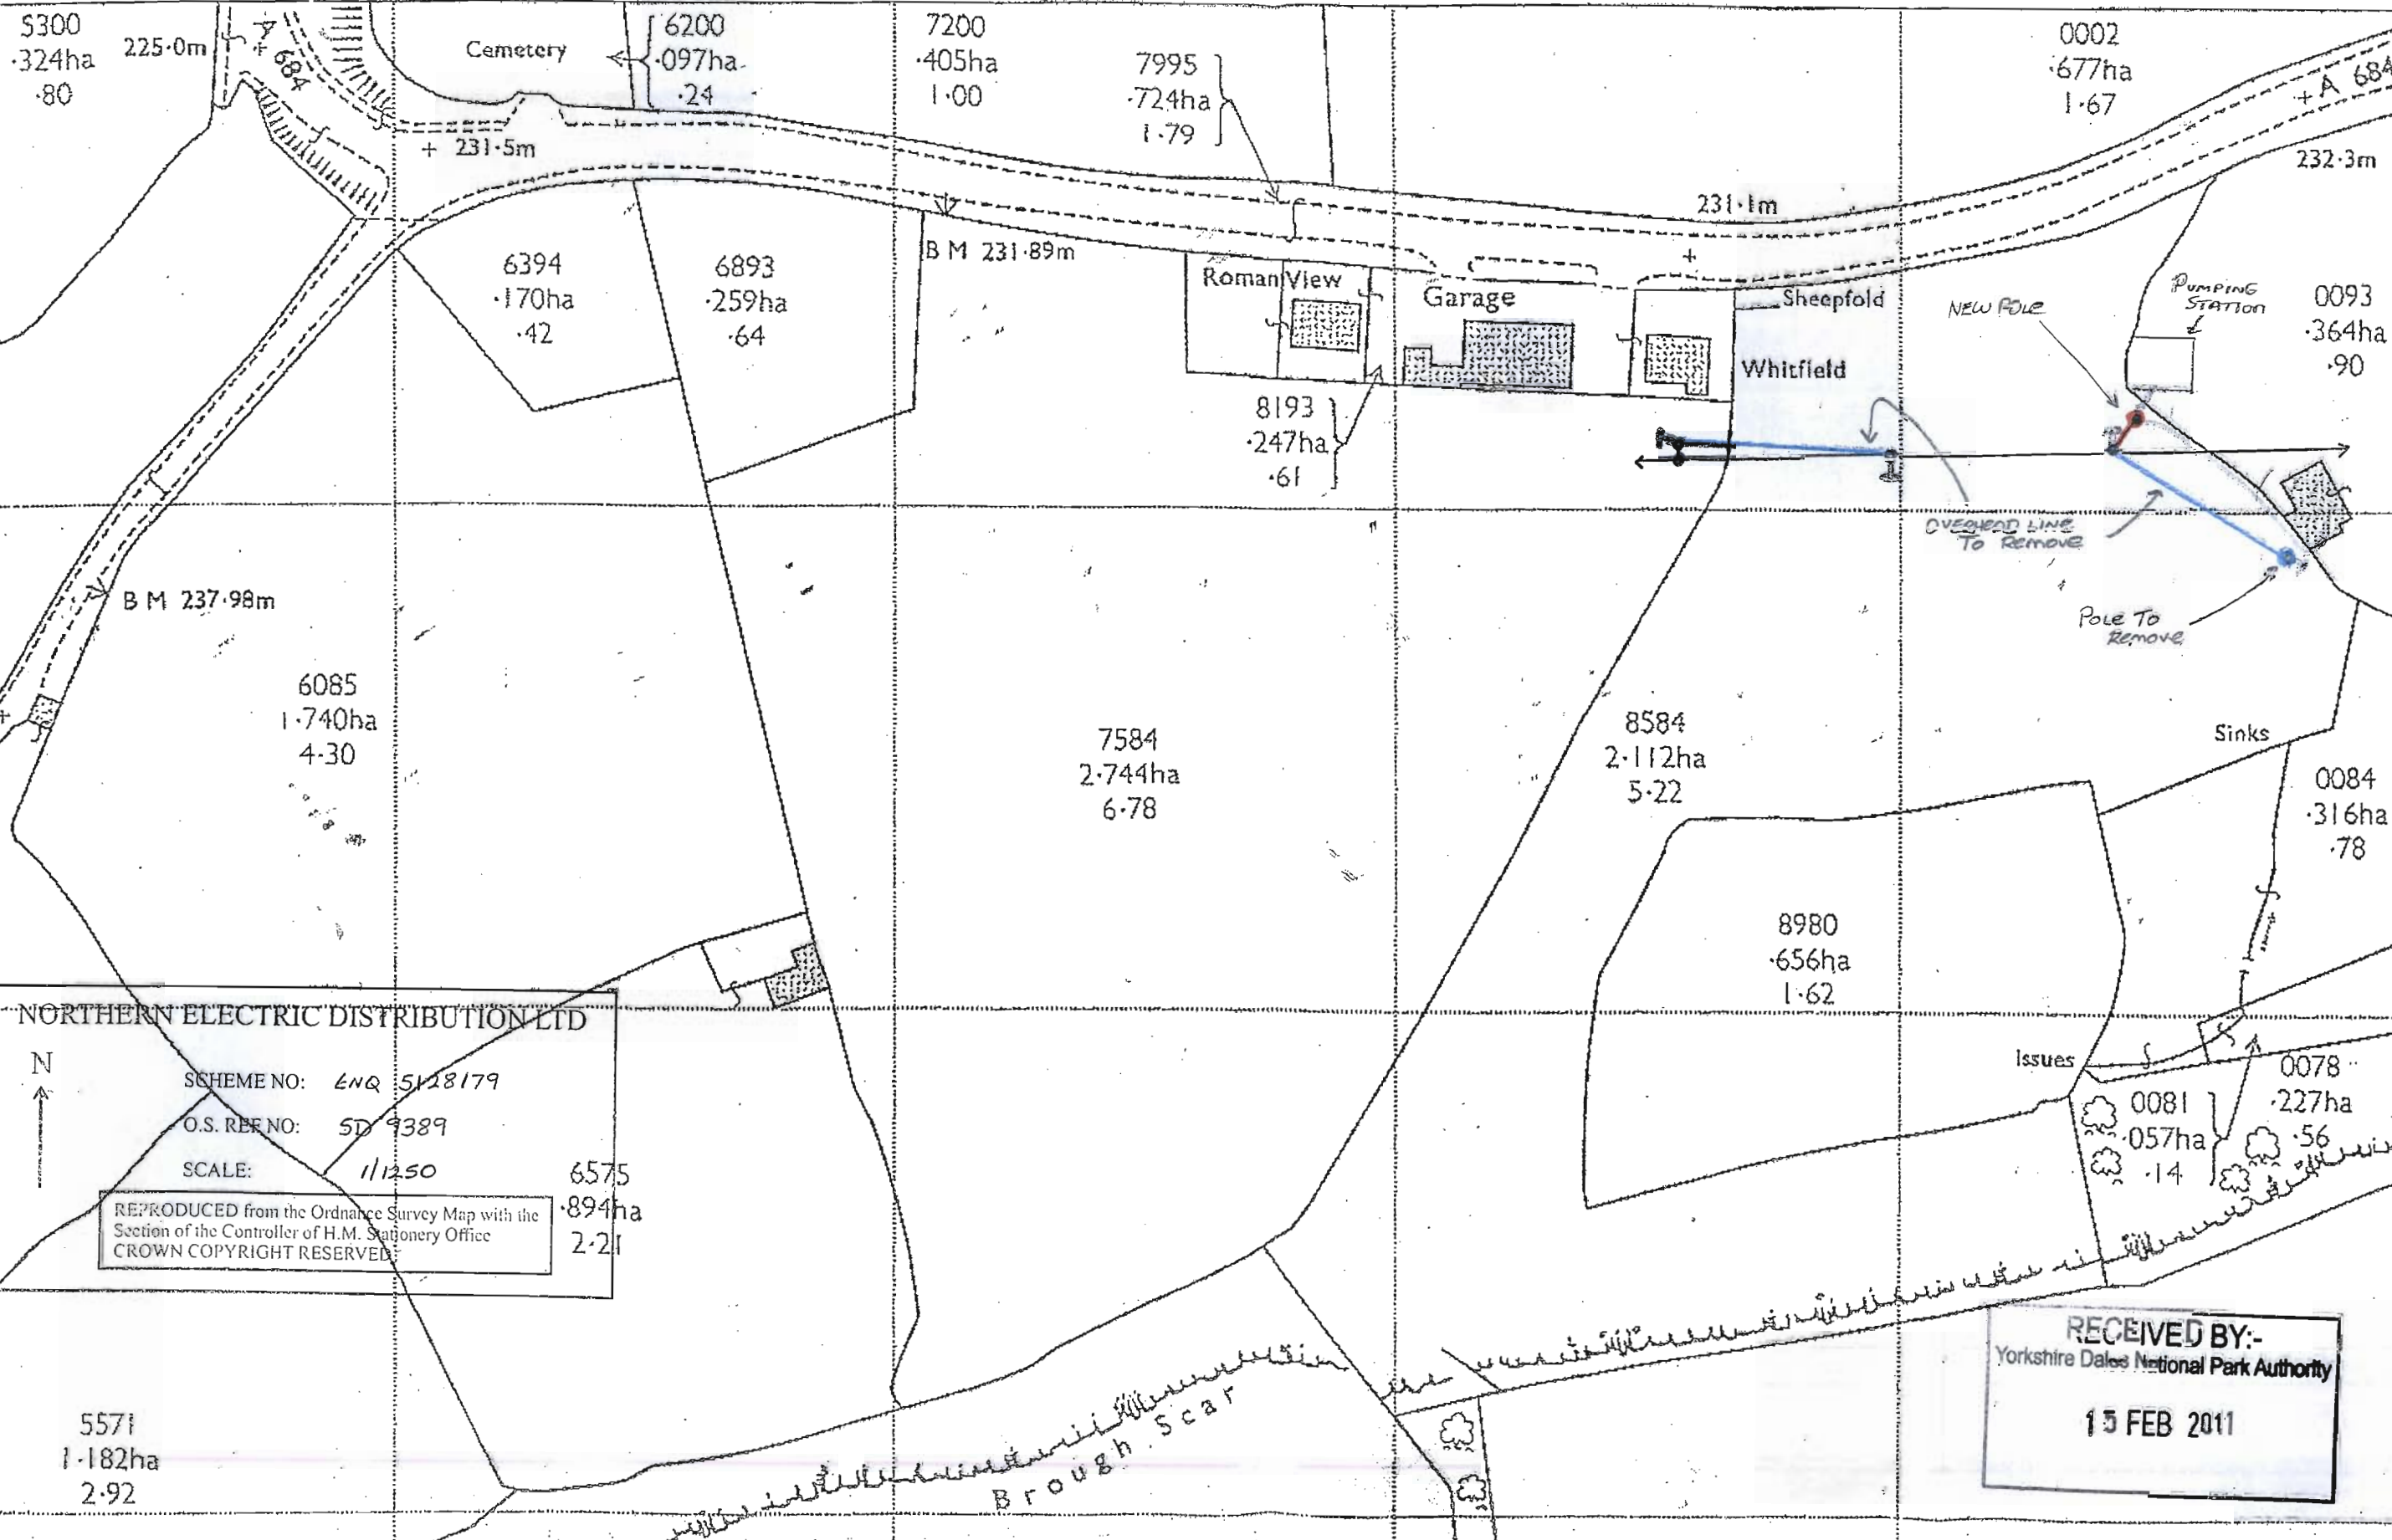 5300
·324ha
·80
225·0m
A 684
Cemetery
6200
·097ha
·24
7200
·405ha
1·00
7995
·724ha
1·79
0002
·677ha
1·67
A 684
232·3m
+ 231·5m
231·1m
+
B M 231·89m
6394
·170ha
·42
6893
·259ha
·64
Roman View
Garage
Sheepfold
Whitfield
NEW POLE
PUMPING
STATION
0093
·364ha
·90
8193
·247ha
·61
OVERHEAD LINE
To Remove
POLE TO
Remove
B M 237·98m
6085
1·740ha
4·30
7584
2·744ha
6·78
8584
2·112ha
5·22
Sinks
0084
·316ha
·78
8980
·656ha
1·62
Issues
0078
·227ha
·56
0081
·057ha
·14
NORTHERN ELECTRIC DISTRIBUTION LTD
N
SCHEME NO: ENQ 5128179
O.S. REF NO: SD 9389
SCALE: 1/1250
REPRODUCED from the Ordnance Survey Map with the
Section of the Controller of H.M. Stationery Office
CROWN COPYRIGHT RESERVED
6575
·894ha
2·21
5571
1·182ha
2·92
Brough Scar
RECEIVED BY:-
Yorkshire Dales National Park Authority
15 FEB 2011